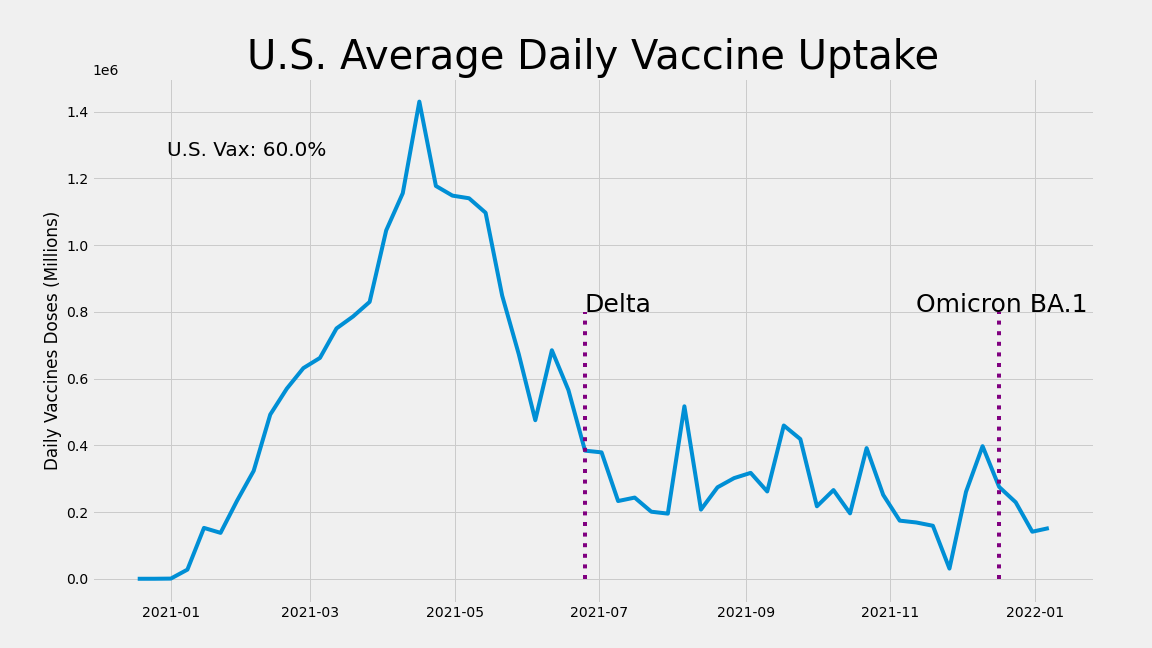 U.S. Average Daily Vaccine Uptake
1e6
1.4
U.S. Vax: 60.0%
1.2
1.0
Daily Vaccines Doses (Millions)
0.8
Delta
Omicron BA.1
0.6
0.4
0.2
0.0
2021-01
2021-03
2021-05
2021-07
2021-09
2021-11
2022-01